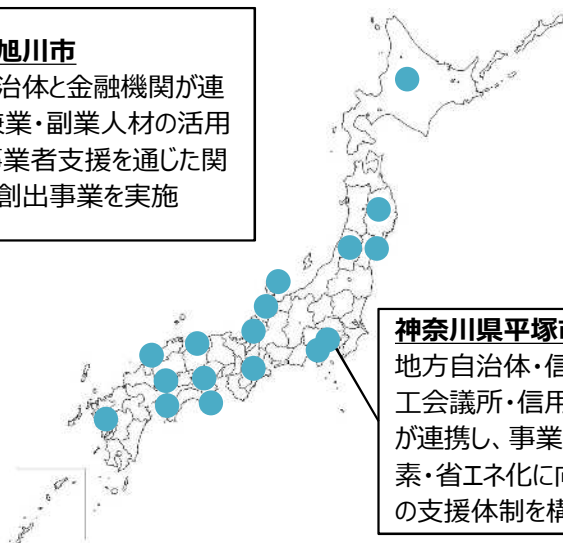 旭川市
治体と金融機関が連
業・副業人材の活用
業者支援を通じた関
創出事業を実施
神奈川県平塚
地方自治体・信
工会議所・信用
が連携し、事業
素・省エネ化に向
の支援体制を構